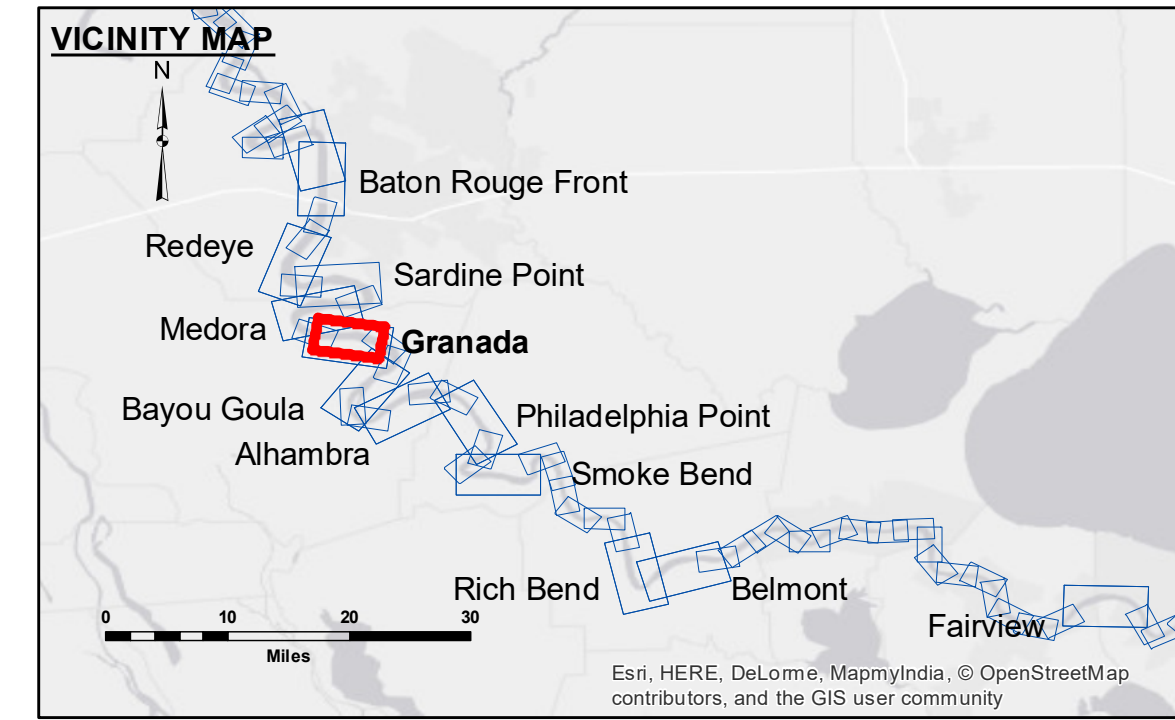 VICINITY MAP
N
Baton Rouge Front
Redeye
Sardine Point
Medora
Granada
Bayou Goula
Philadelphia Point
Alhambra
Smoke Bend
Rich Bend
Belmont
Fairview
0 10 20 30
Miles
Esri, HERE, DeLorme, MapmyIndia, © OpenStreetMap
contributors, and the GIS user community